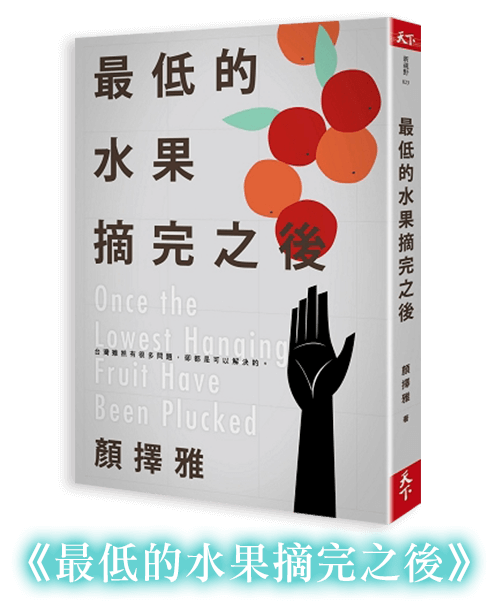 最低的
水果
摘完之後
Once the
Lowest Hanging
Fruit Have
Been Plucked
台灣雖然有很多問題，卻都是可以解決的。
顏擇雅
天下
新視野
最低的水果摘完之後
顏擇雅 著
天下
《最低的水果摘完之後》